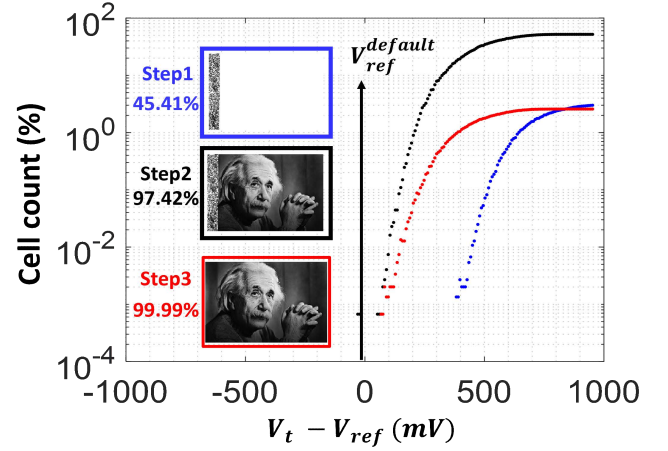 10^2
10^0
10^-2
10^-4
Cell count (%)
Step1
45.41%
Step2
97.42%
Step3
99.99%
V_ref^default
-1000
-500
0
500
1000
V_t − V_ref (mV)